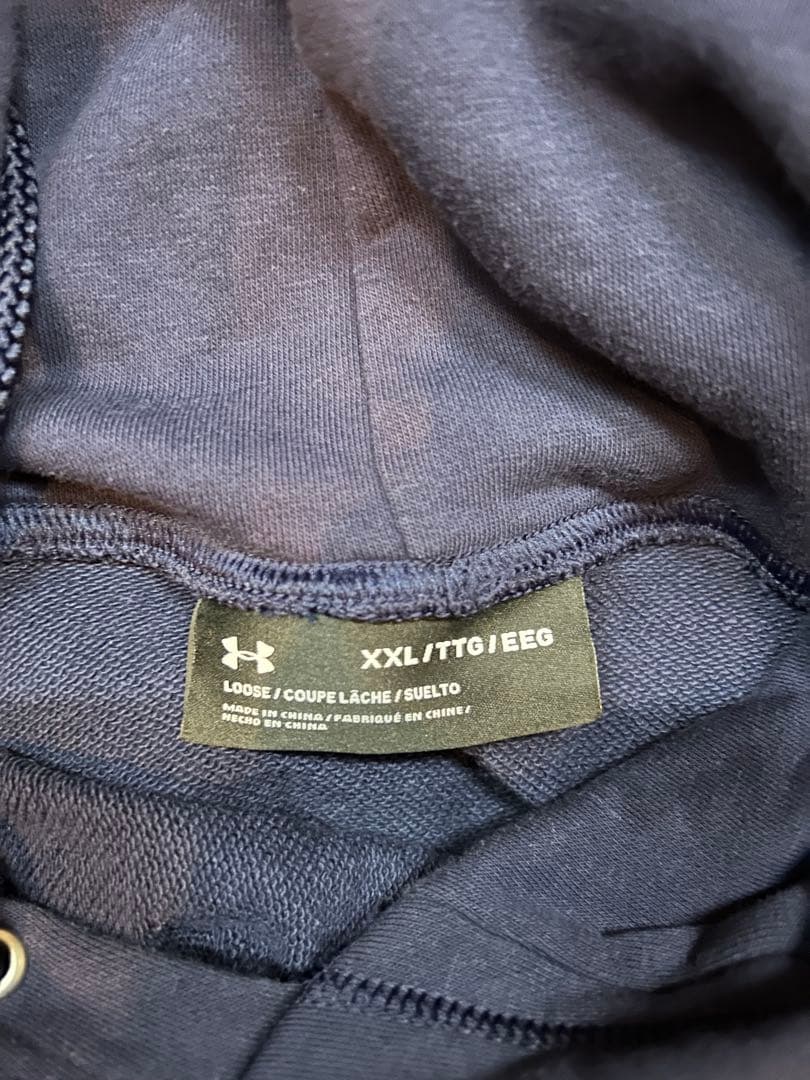 XXL/TTG/EEG
LOOSE/COUPE LÂCHE/SUELTO
MADE IN CHINA/FABRIQUÉ EN CHINE/
HECHO EN CHINA